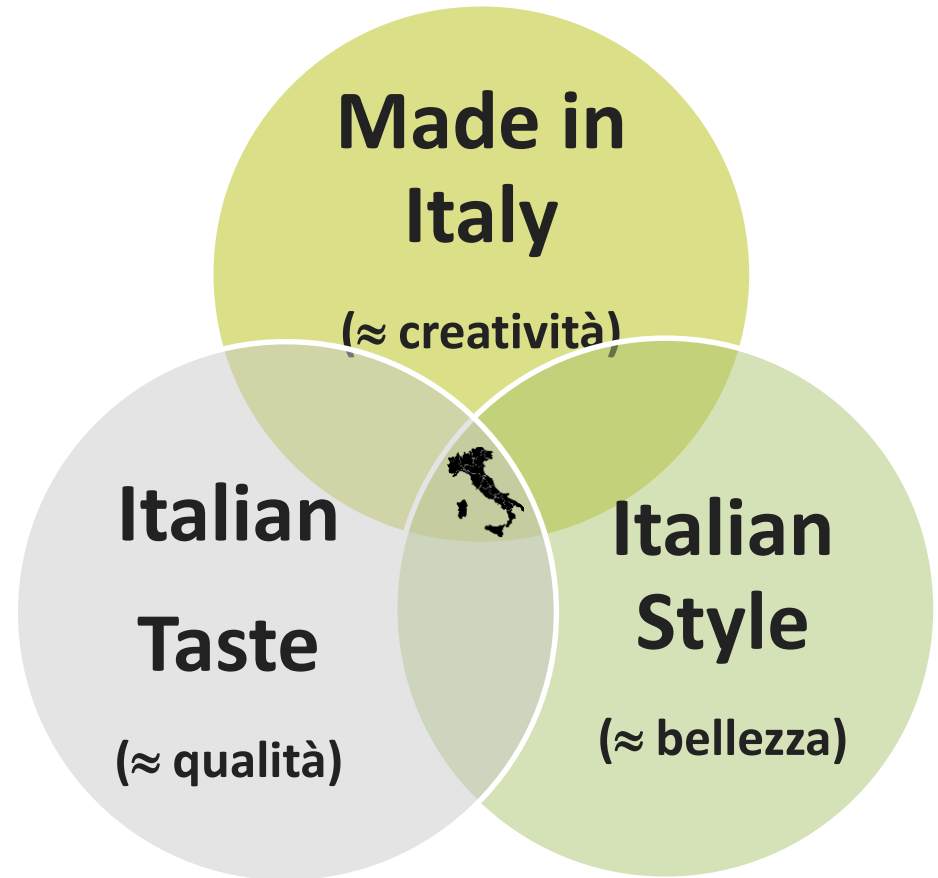 Made in
Italy
(≈ creatività)
Italian
Taste
(≈ qualità)
Italian
Style
(≈ bellezza)